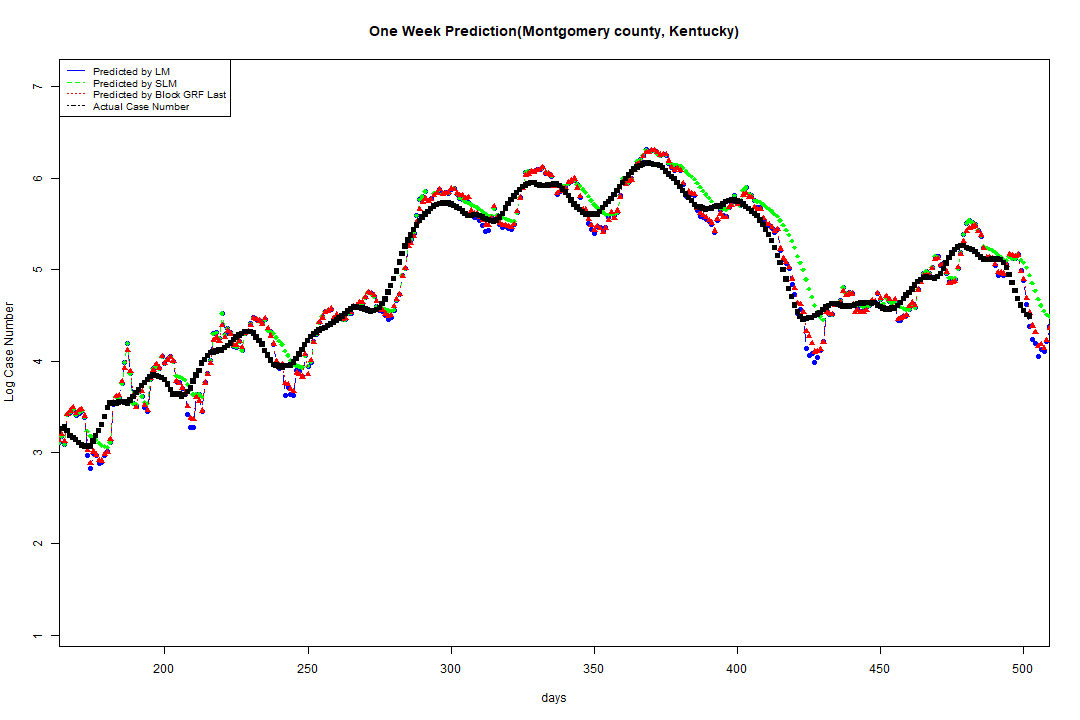 One Week Prediction(Montgomery county, Kentucky)
Predicted by LM
Predicted by SLM
Predicted by Block GRF Last
Actual Case Number
Log Case Number
7
6
5
4
3
2
1
200 250 300 350 400 450 500
days